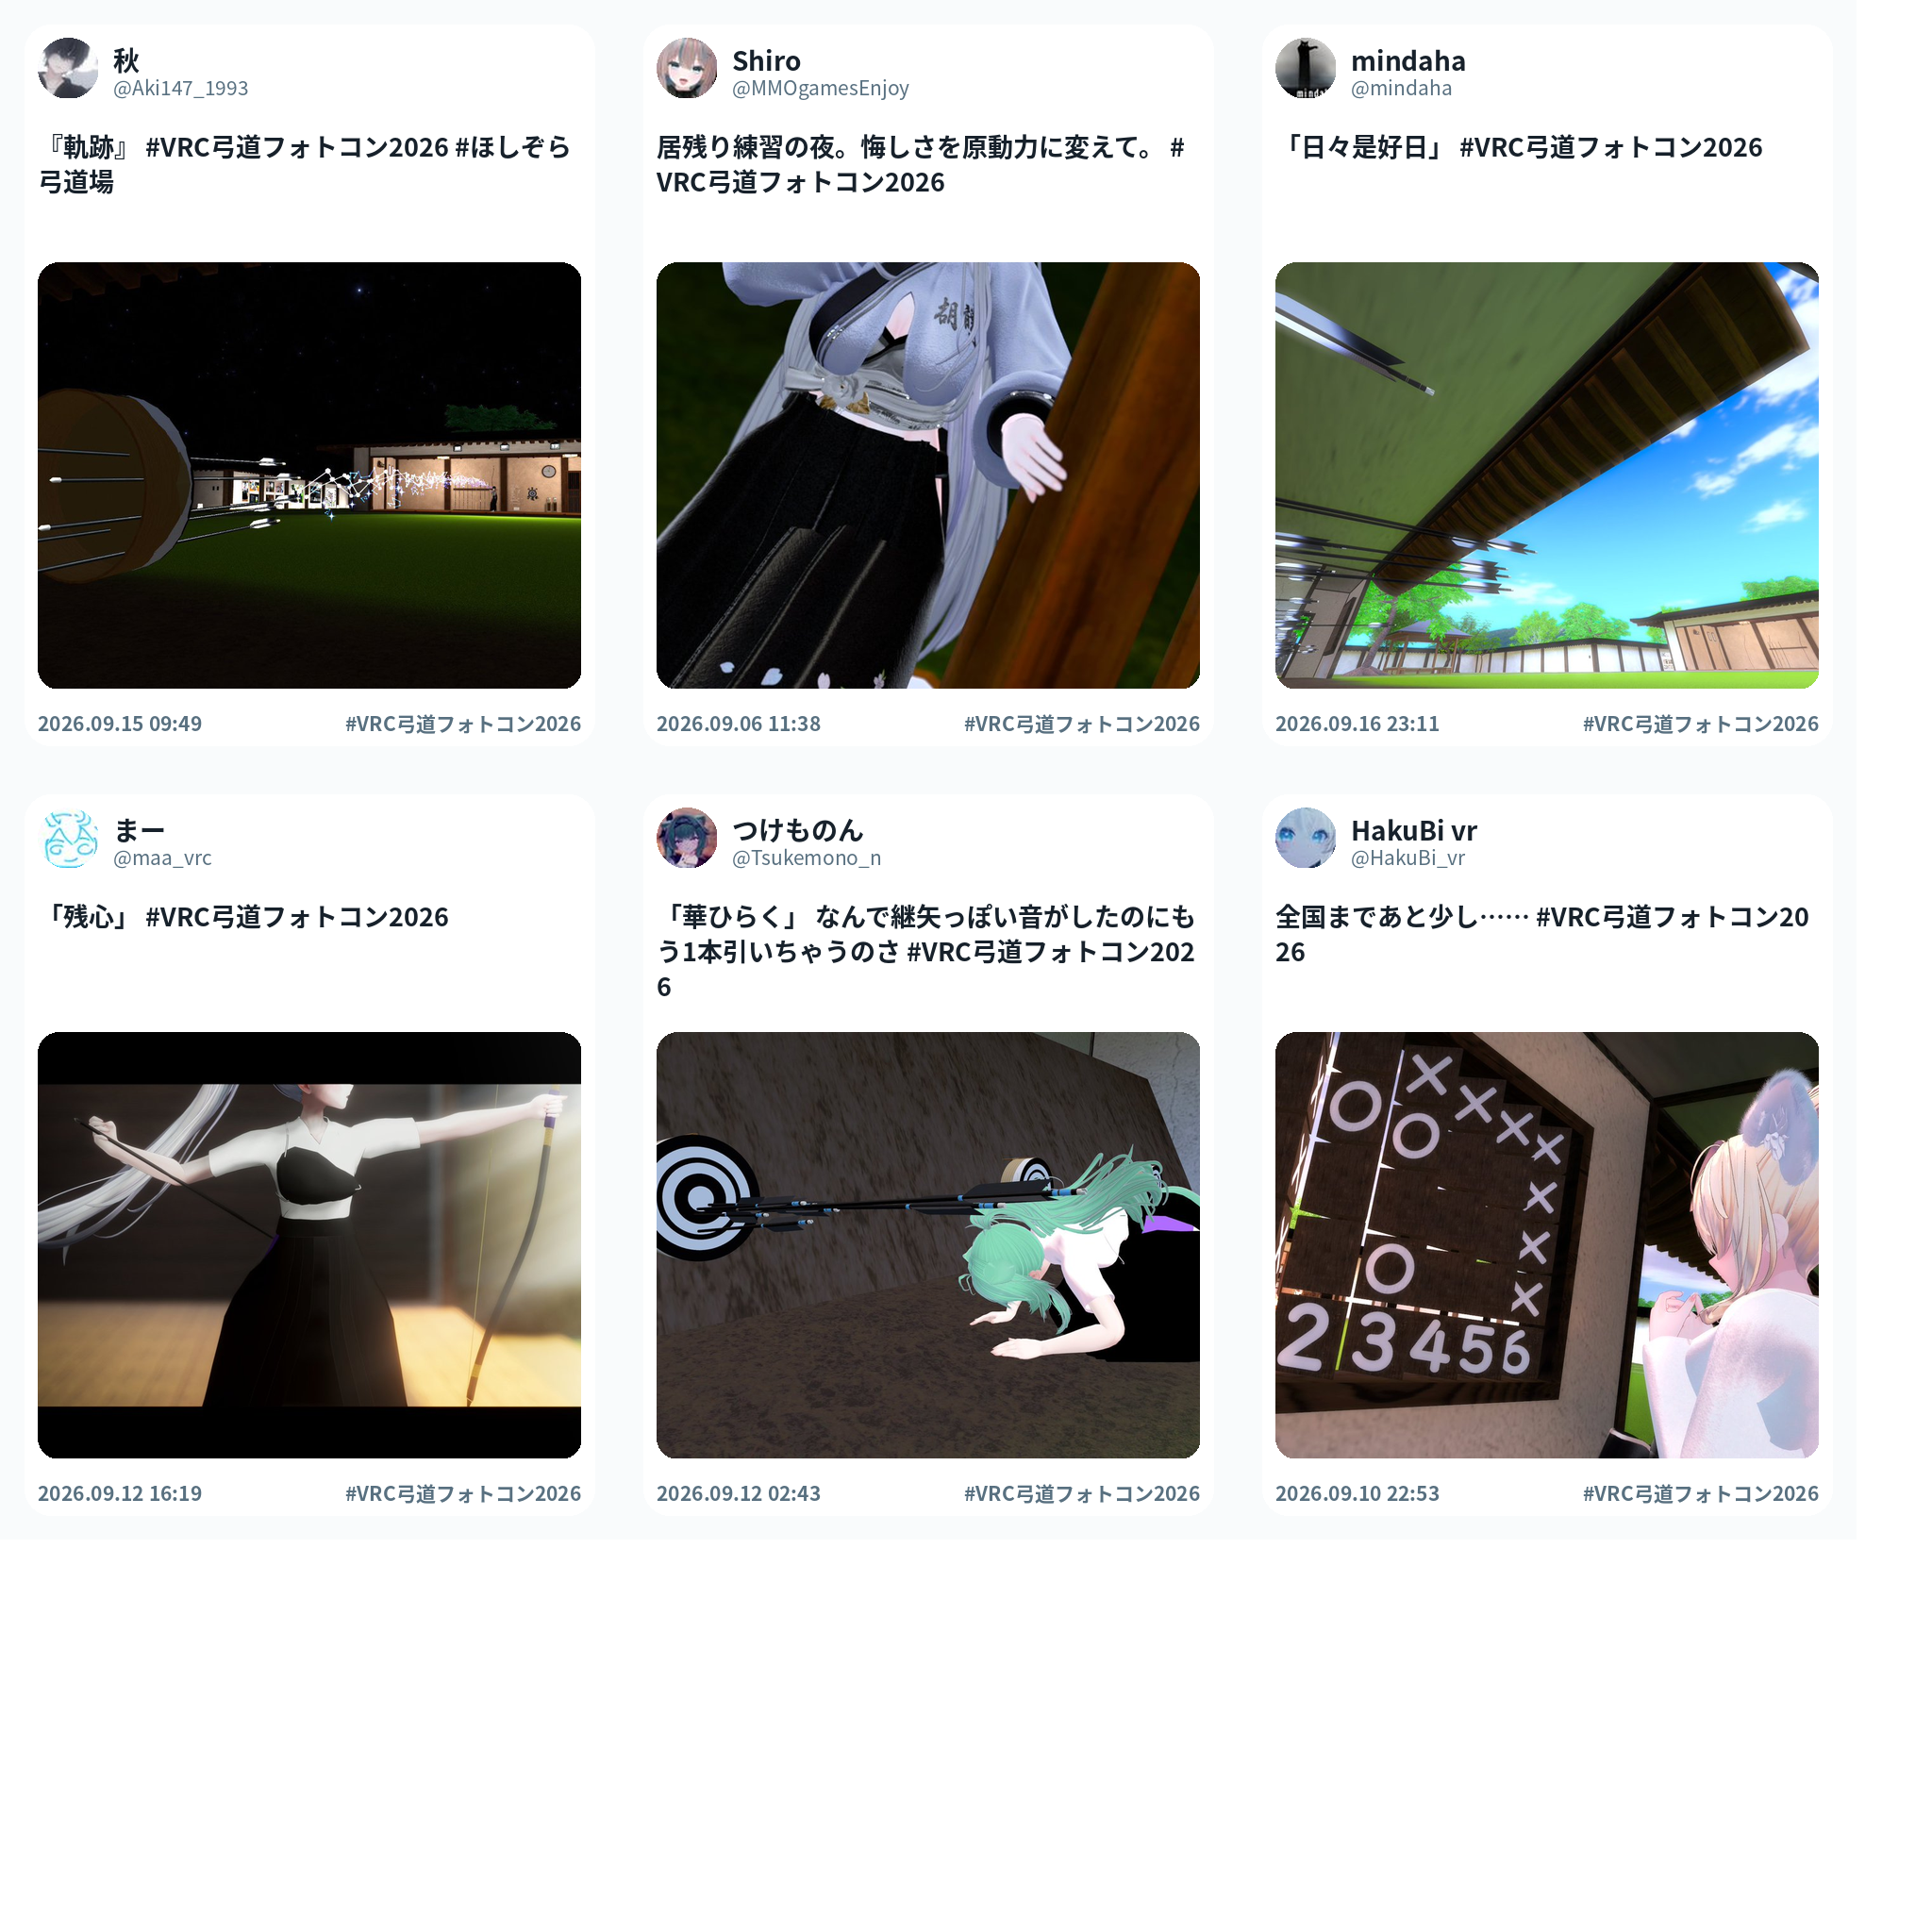 秋
@Aki147_1993
『軌跡』 #VRC弓道フォトコン2026 #ほしぞら
弓道場
2026.09.15 09:49
#VRC弓道フォトコン2026
Shiro
@MMOgamesEnjoy
居残り練習の夜。悔しさを原動力に変えて。 #
VRC弓道フォトコン2026
胡
2026.09.06 11:38
#VRC弓道フォトコン2026
mindaha
@mindaha
「日々是好日」 #VRC弓道フォトコン2026
2026.09.16 23:11
#VRC弓道フォトコン2026
まー
@maa_vrc
「残心」 #VRC弓道フォトコン2026
2026.09.12 16:19
#VRC弓道フォトコン2026
つけものん
@Tsukemono_n
「華ひらく」 なんで継矢っぽい音がしたのにも
う1本引いちゃうのさ #VRC弓道フォトコン202
6
2026.09.12 02:43
#VRC弓道フォトコン2026
HakuBi vr
@HakuBi_vr
全国まであと少し…… #VRC弓道フォトコン20
26
2 3 4 5 6
2026.09.10 22:53
#VRC弓道フォトコン2026